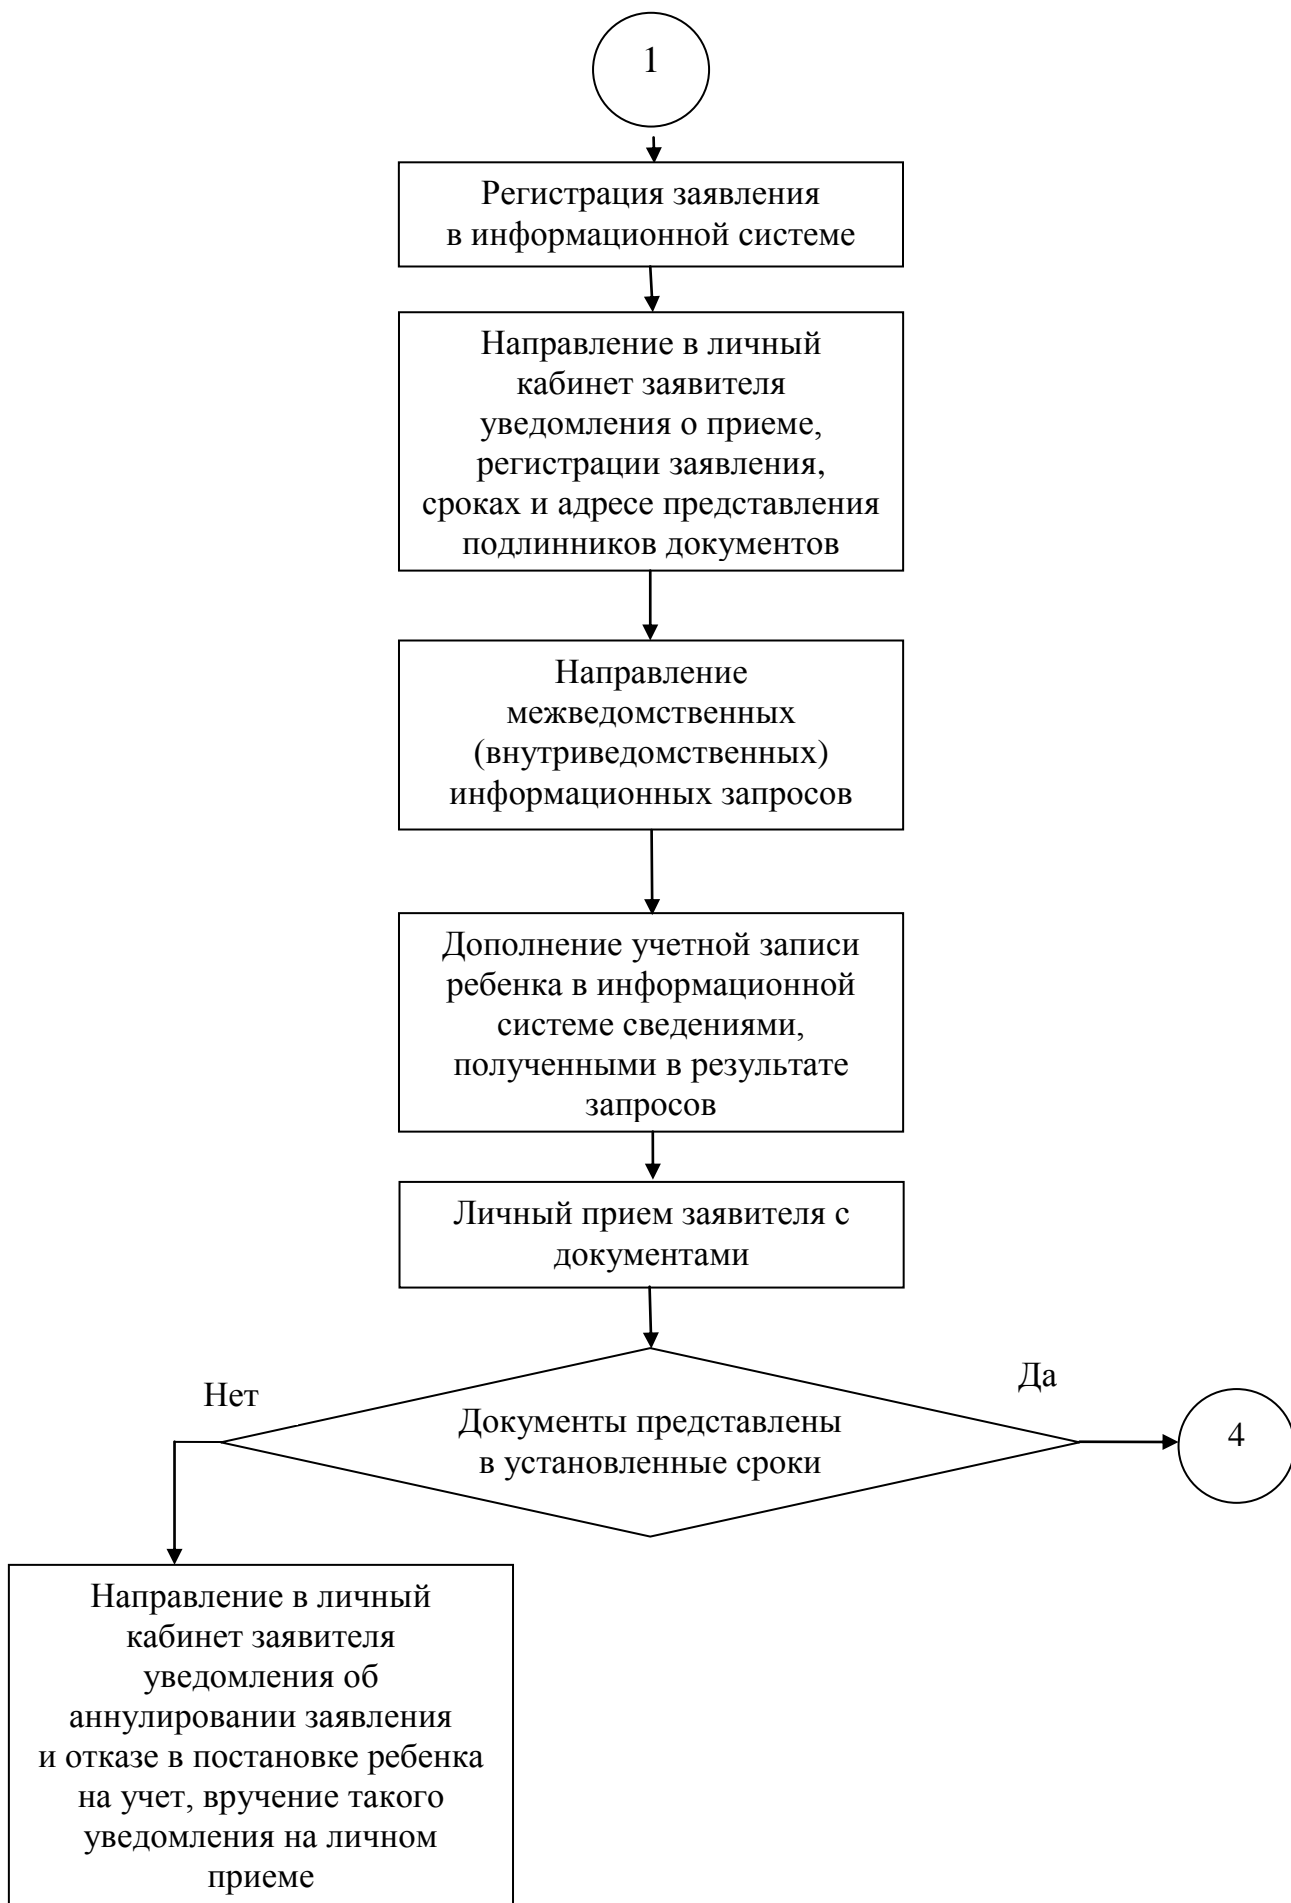 1
Регистрация заявления
в информационной системе
Направление в личный
кабинет заявителя
уведомления о приеме,
регистрации заявления,
сроках и адресе представления
подлинников документов
Направление
межведомственных
(внутриведомственных)
информационных запросов
Дополнение учетной записи
ребенка в информационной
системе сведениями,
полученными в результате
запросов
Личный прием заявителя с
документами
Да
Нет
Документы представлены
в установленные сроки
4
Направление в личный
кабинет заявителя
уведомления об
аннулировании заявления
и отказе в постановке ребенка
на учет, вручение такого
уведомления на личном
приеме